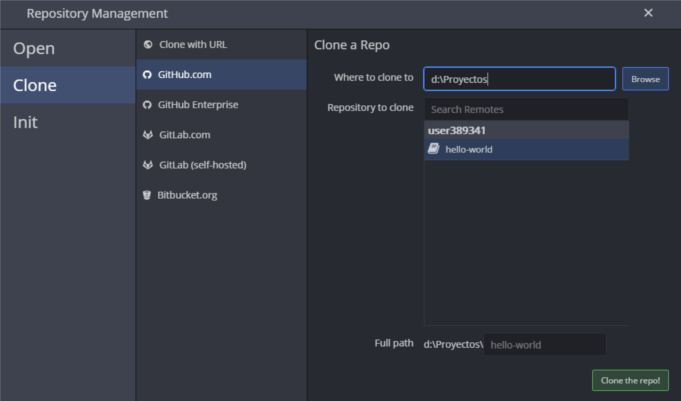 Repository Management
Open
Clone
Init
Clone with URL
GitHub.com
GitHub Enterprise
GitLab.com
GitLab (self-hosted)
Bitbucket.org
Clone a Repo
Where to clone to d:\Proyectos Browse
Repository to clone Search Remotes
user389341
hello-world
Full path d:\Proyectos\ hello-world
Clone the repo!